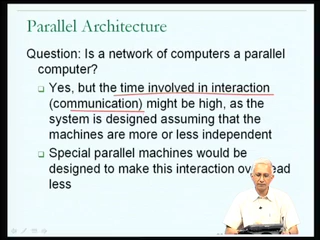 Parallel Architecture
Question: Is a network of computers a parallel
computer?
Yes, but the time involved in interaction
(communication) might be high, as the
system is designed assuming that the
machines are more or less independent
Special parallel machines would be
designed to make this interaction
less